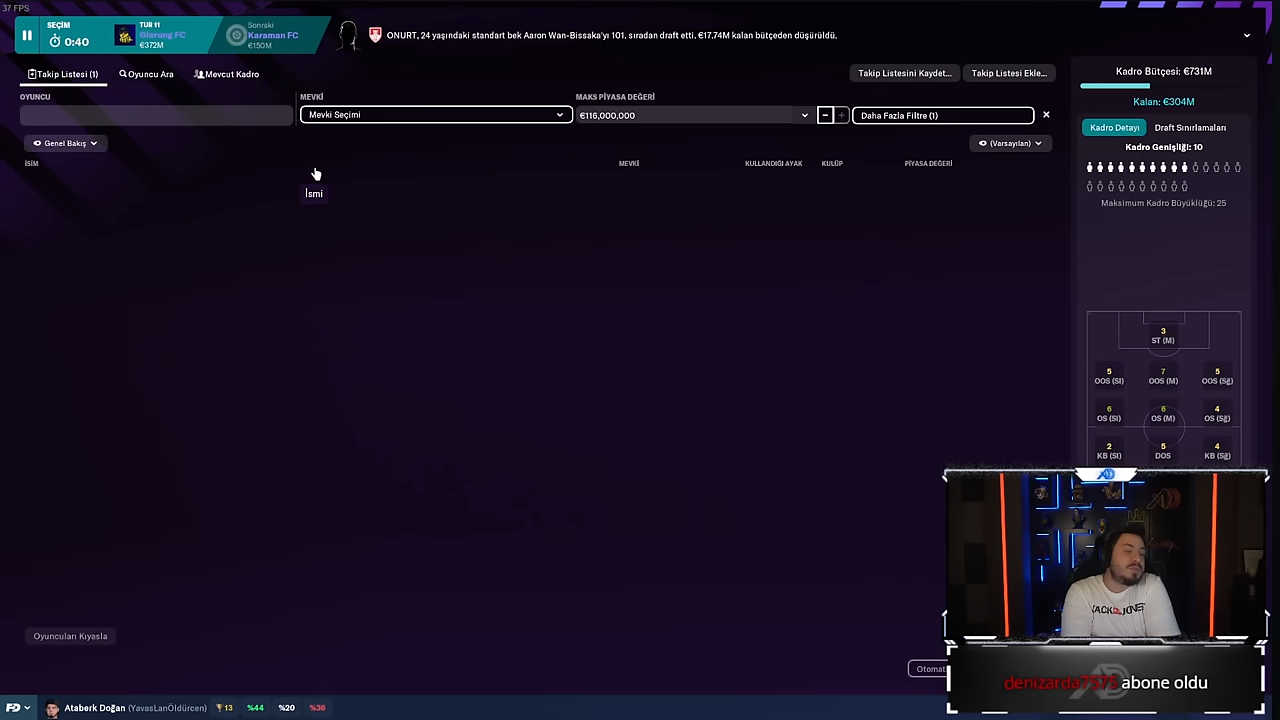 37 FPS
SEÇİM
0:40
TUR 11
Glarung FC
€372M
Sonraki
Karaman FC
€150M
ONURT, 24 yaşındaki standart bek Aaron Wan-Bissaka'yı 101. sıradan draft etti. €17.74M kalan bütçeden düşürüldü.
Takip Listesi (1)
Oyuncu Ara
Mevcut Kadro
Takip Listesini Kaydet...
Takip Listesi Ekle...
OYUNCU
MEVKİ
MAKS PİYASA DEĞERİ
Mevki Seçimi
€116,000,000
Daha Fazla Filtre (1)
Genel Bakış
(Varsayılan)
İSİM
MEVKİ
KULLANDIĞI AYAK
KULÜP
PİYASA DEĞERİ
İsmi
Kadro Bütçesi: €731M
Kalan: €304M
Kadro Detayı
Draft Sınırlamaları
Kadro Genişliği: 10
Maksimum Kadro Büyüklüğü: 25
3
ST (M)
5
OOS (Sl)
7
OOS (M)
5
OOS (Sğ)
6
OS (Sl)
6
OS (M)
4
OS (Sğ)
2
KB (Sl)
5
DOS
4
KB (Sğ)
JACK JONES
Oyuncuları Kıyasla
Otomat
denizarda7575 abone oldu
FD
Ataberk Doğan (YavasLanÖldürcen)
13
%44
%20
%36